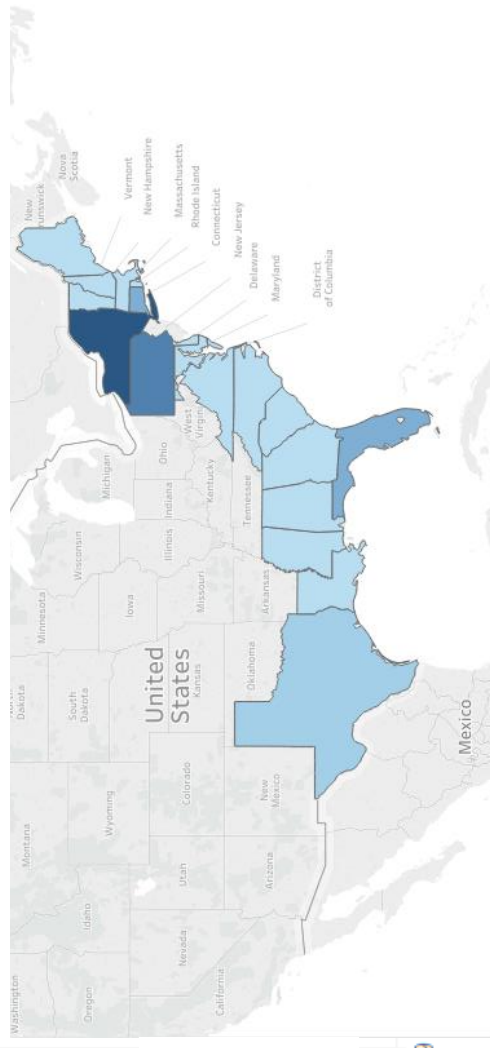 Washington
Montana
North
Dakota
Minnesota
Oregon
Idaho
Wyoming
South
Dakota
Wisconsin
Michigan
Iowa
Nevada
Utah
Colorado
United
States
Kansas
Missouri
Illinois
Indiana
Ohio
West
Virginia
Kentucky
California
Arizona
New
Mexico
Oklahoma
Arkansas
Tennessee
Mexico
New
Brunswick
Nova
Scotia
Vermont
New Hampshire
Massachusetts
Rhode Island
Connecticut
New Jersey
Delaware
Maryland
District
of Columbia